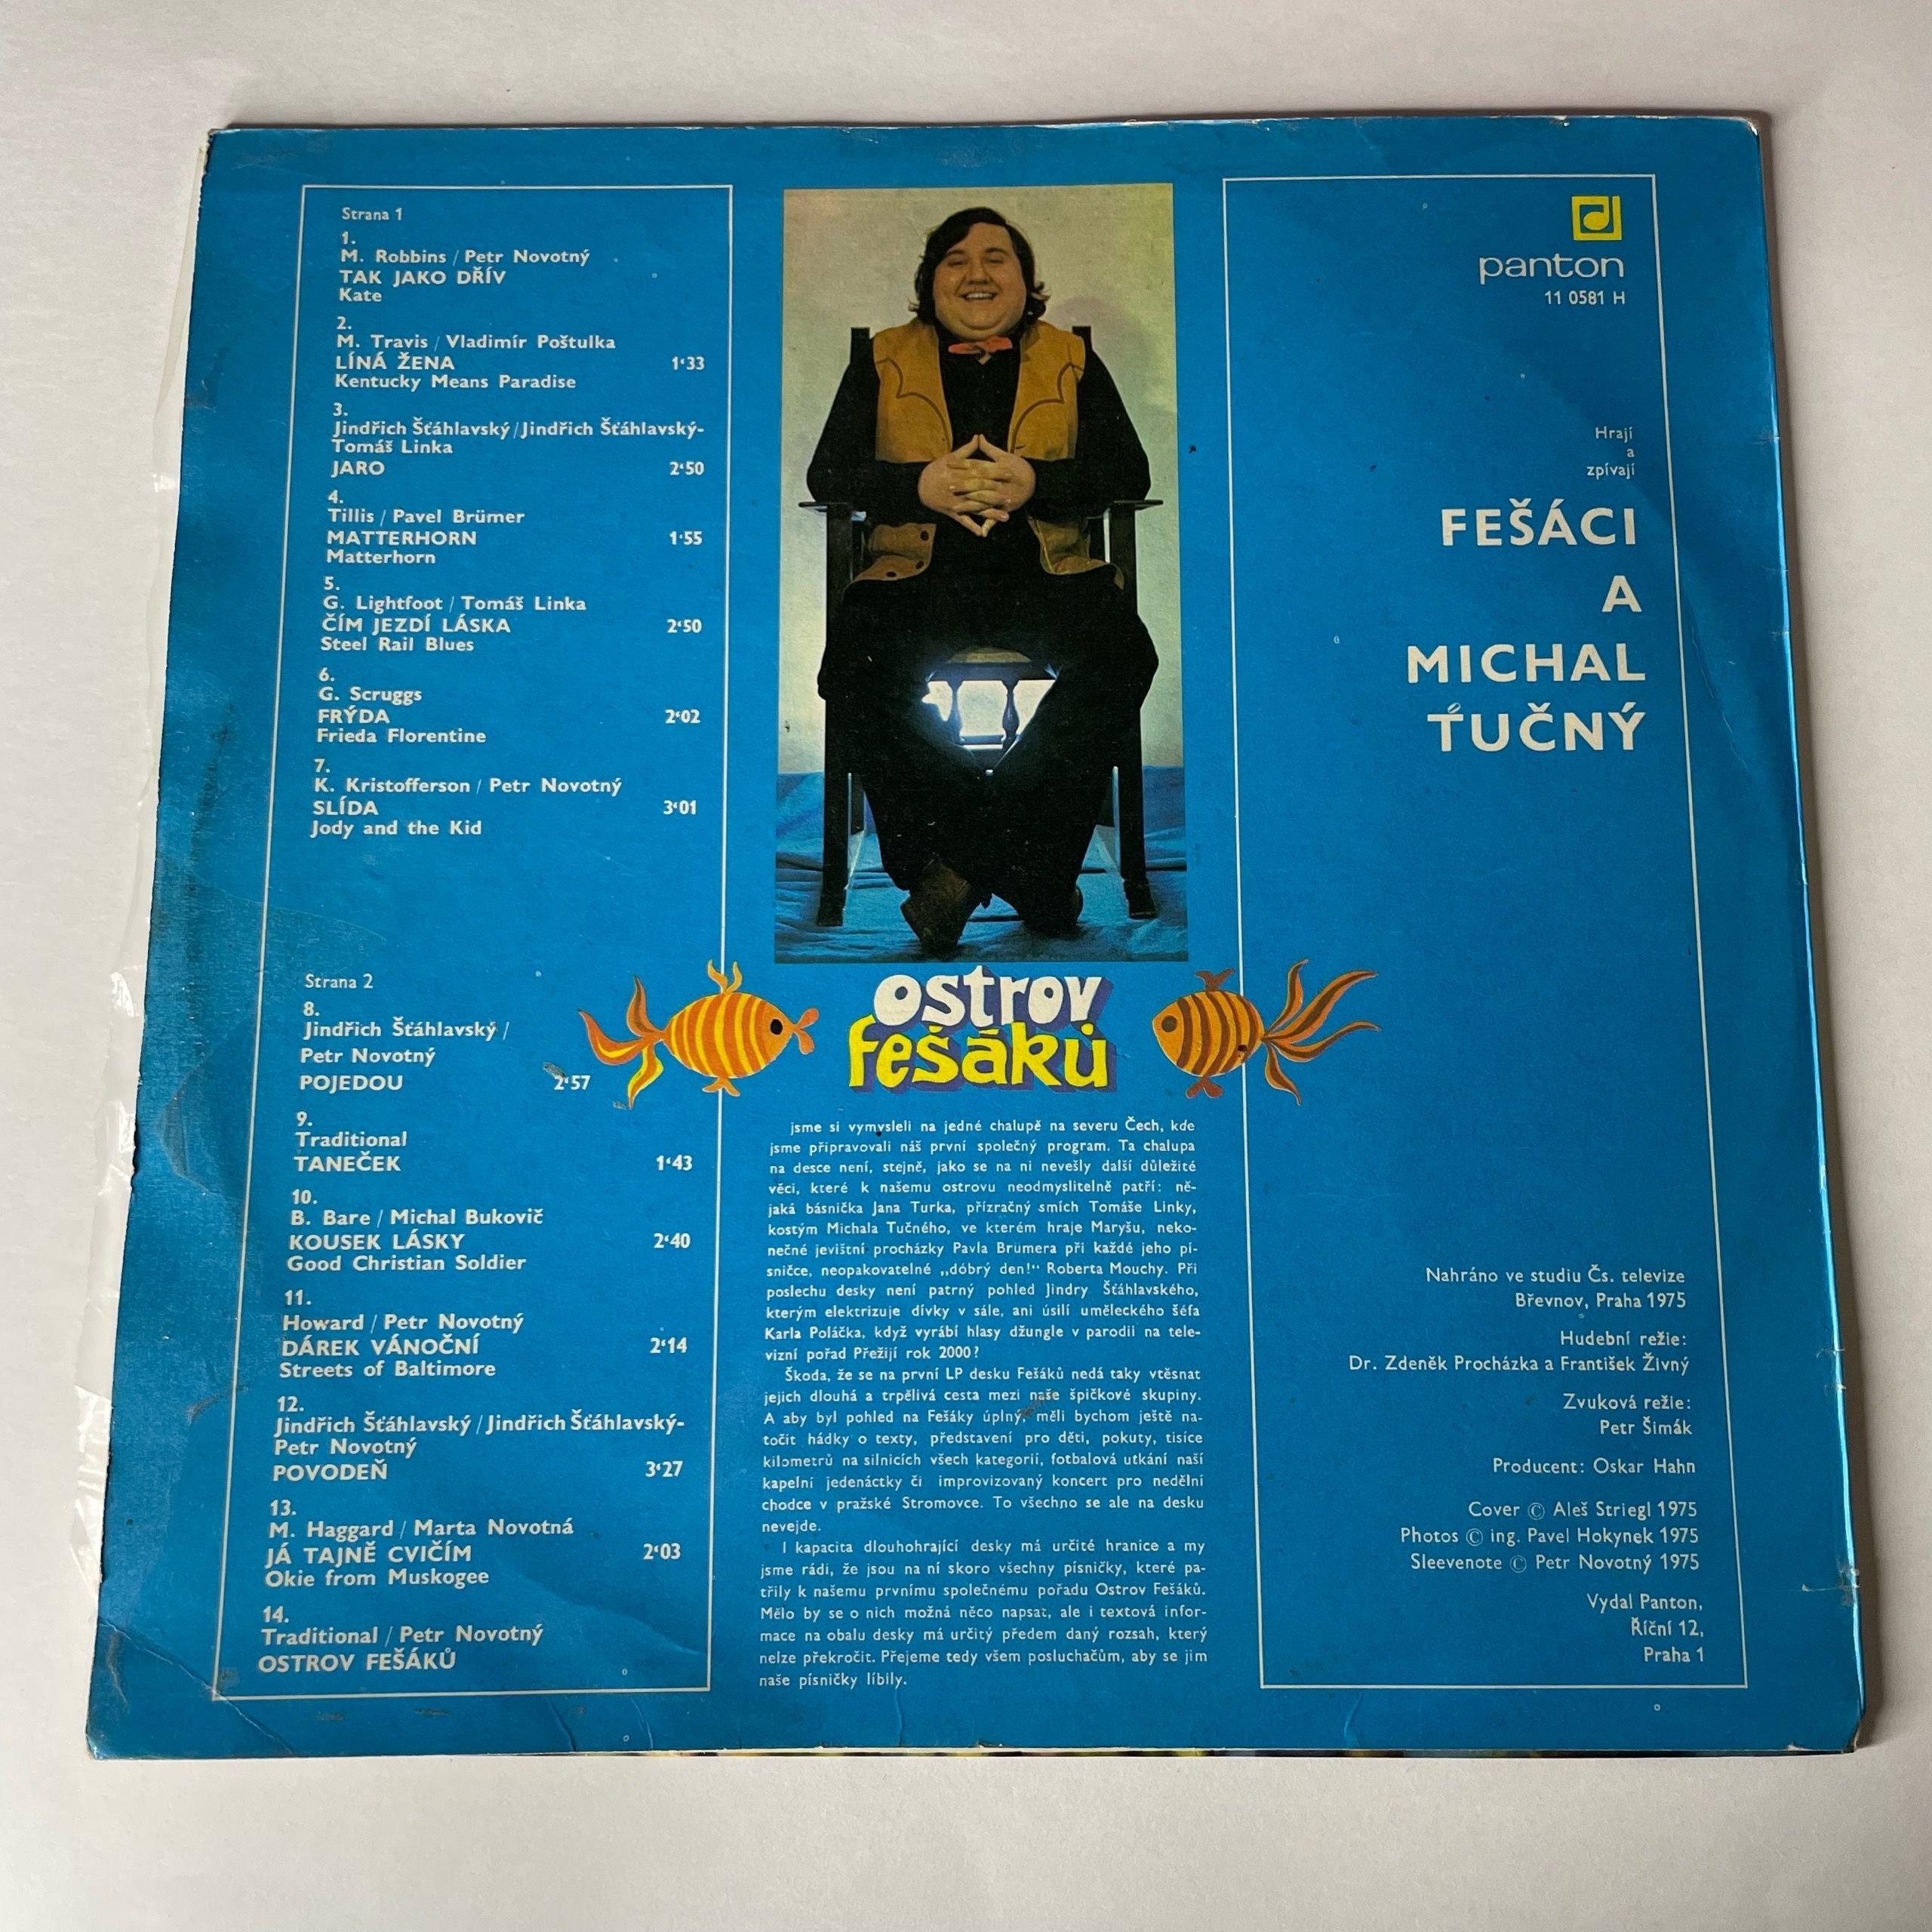 Strana 1
1.
M. Robbins / Petr Novotný
TAK JAKO DŘÍV
Kate
2.
M. Travis / Vladimír Poštulka
LÍNÁ ŽENA 1'33
Kentucky Means Paradise
3.
Jindřich Šťáhlavský / Jindřich Šťáhlavský-
Tomáš Linka
JARO 2'50
4.
Tillis / Pavel Brümer
MATTERHORN 1'55
Matterhorn
5.
G. Lightfoot / Tomáš Linka
ČÍM JEZDÍ LÁSKA 2'50
Steel Rail Blues
6.
G. Scruggs
FRÝDA 2'02
Frieda Florentine
7.
K. Kristofferson / Petr Novotný
SLÍDA 3'01
Jody and the Kid
Strana 2
8.
Jindřich Šťáhlavský /
Petr Novotný
POJEDOU 2'57
9.
Traditional
TANEČEK 1'43
10.
B. Bare / Michal Bukovič
KOUSEK LÁSKY 2'40
Good Christian Soldier
11.
Howard / Petr Novotný
DÁREK VÁNOČNÍ 2'14
Streets of Baltimore
12.
Jindřich Šťáhlavský / Jindřich Šťáhlavský-
Petr Novotný
POVODEŇ 3'27
13.
M. Haggard / Marta Novotná
JÁ TAJNĚ CVIČÍM 2'03
Okie from Muskogee
14.
Traditional / Petr Novotný
OSTROV FEŠÁKŮ
ostrov
fešáků
jsme si vymysleli na jedné chalupě na severu Čech, kde
jsme připravovali náš první společný program. Ta chalupa
na desce není, stejně, jako se na ni nevešly další důležité
věci, které k našemu ostrovu neodmyslitelně patří: ně-
jaká básnička Jana Turka, přízračný smích Tomáše Linky,
kostým Michala Tučného, ve kterém hraje Maryšu, neko-
nečné jevištní procházky Pavla Brümera při každé jeho pí-
sničce, neopakovatelné „dóbrý den!" Roberta Mouchy. Při
poslechu desky není patrný pohled Jindry Šťáhlavského,
kterým elektrizuje dívky v sále, ani úsilí uměleckého šéfa
Karla Poláčka, když vyrábí hlasy džungle v parodii na tele-
vizní pořad Přežijí rok 2000?
Škoda, že se na první LP desku Fešáků nedá taky vtěsnat
jejich dlouhá a trpělivá cesta mezi naše špičkové skupiny.
A aby byl pohled na Fešáky úplný, měli bychom ještě na-
točit hádky o texty, představení pro děti, pokuty, tisíce
kilometrů na silnicích všech kategorií, fotbalová utkání naší
kapelní jedenáctky či improvizovaný koncert pro nedělní
chodce v pražské Stromovce. To všechno se ale na desku
nevejde.
I kapacita dlouhohrající desky má určité hranice a my
jsme rádi, že jsou na ní skoro všechny písničky, které pa-
třily k našemu prvnímu společnému pořadu Ostrov Fešáků.
Mělo by se o nich možná něco napsat, ale i textová infor-
mace na obalu desky má určitý předem daný rozsah, který
nelze překročit. Přejeme tedy všem posluchačům, aby se jim
naše písničky líbily.
panton
11 0581 H
Hrají
a
zpívají
FEŠÁCI
A
MICHAL
TUČNÝ
Nahráno ve studiu Čs. televize
Břevnov, Praha 1975
Hudební režie:
Dr. Zdeněk Procházka a František Živný
Zvuková režie:
Petr Šimák
Producent: Oskar Hahn
Cover © Aleš Striegl 1975
Photos © ing. Pavel Hokynek 1975
Sleevenote © Petr Novotný 1975
Vydal Panton,
Říční 12,
Praha 1